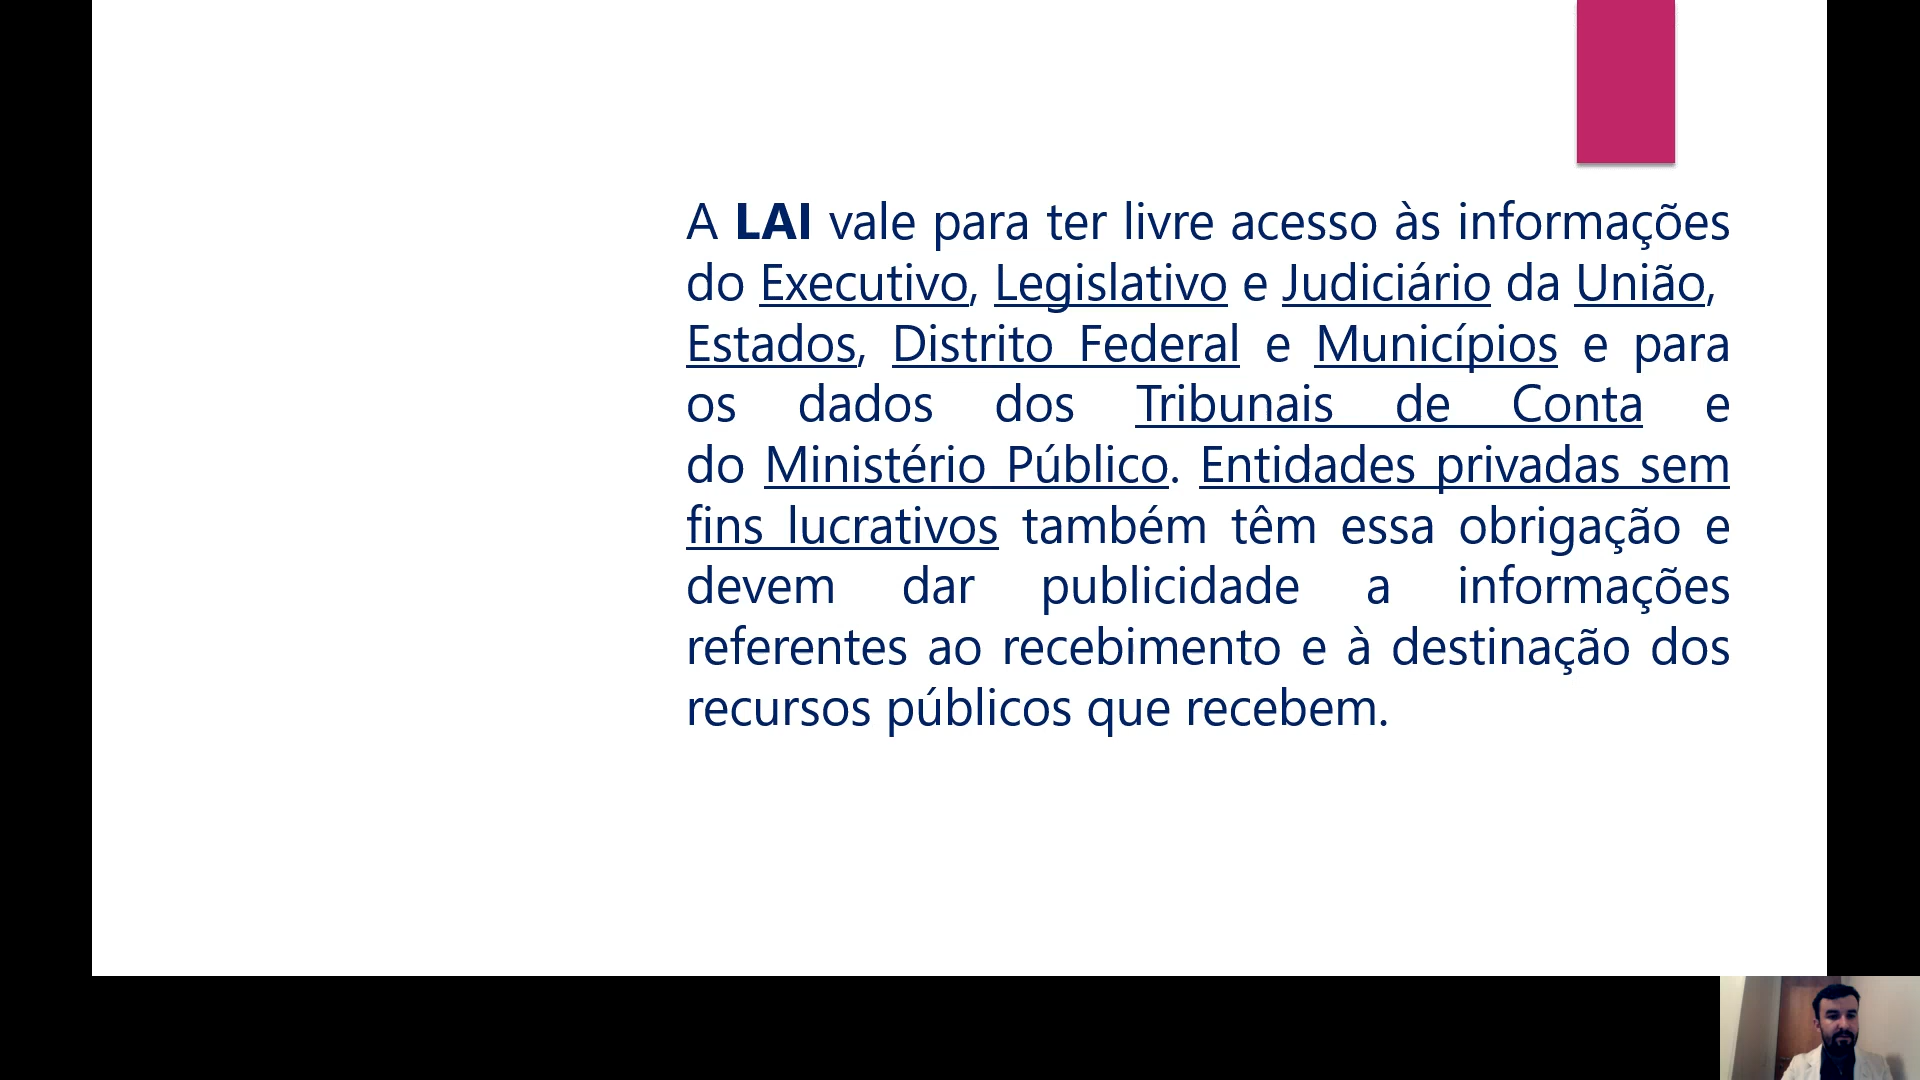 A LAI vale para ter livre acesso às informações
do Executivo, Legislativo e Judiciário da União,
Estados, Distrito Federal e Municípios e para
os dados dos Tribunais de Conta e
do Ministério Público. Entidades privadas sem
fins lucrativos também têm essa obrigação e
devem dar publicidade a informações
referentes ao recebimento e à destinação dos
recursos públicos que recebem.